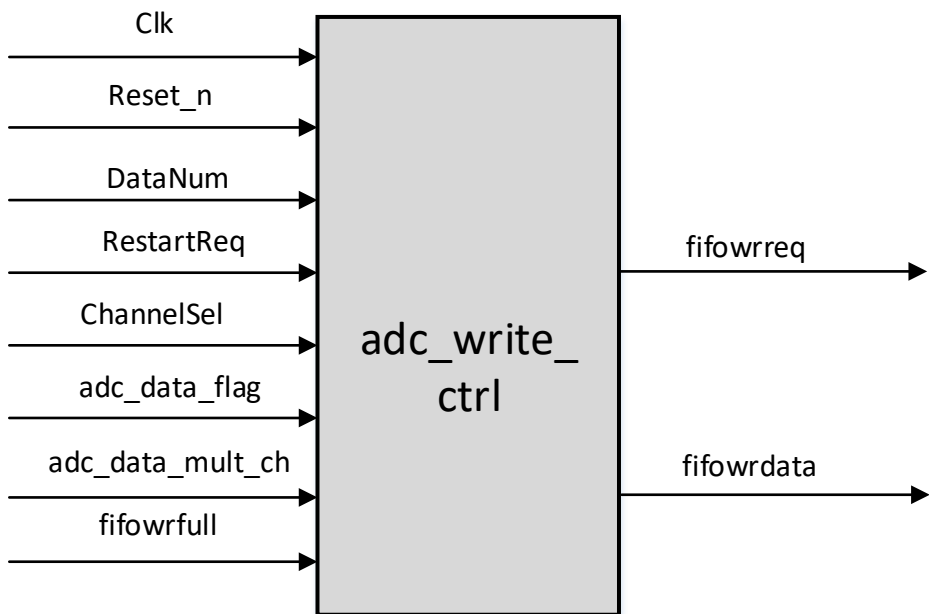 Clk
Reset_n
DataNum
RestartReq
ChannelSel
adc_data_flag
adc_data_mult_ch
fifowrfull
adc_write_
ctrl
fifowrreq
fifowrdata